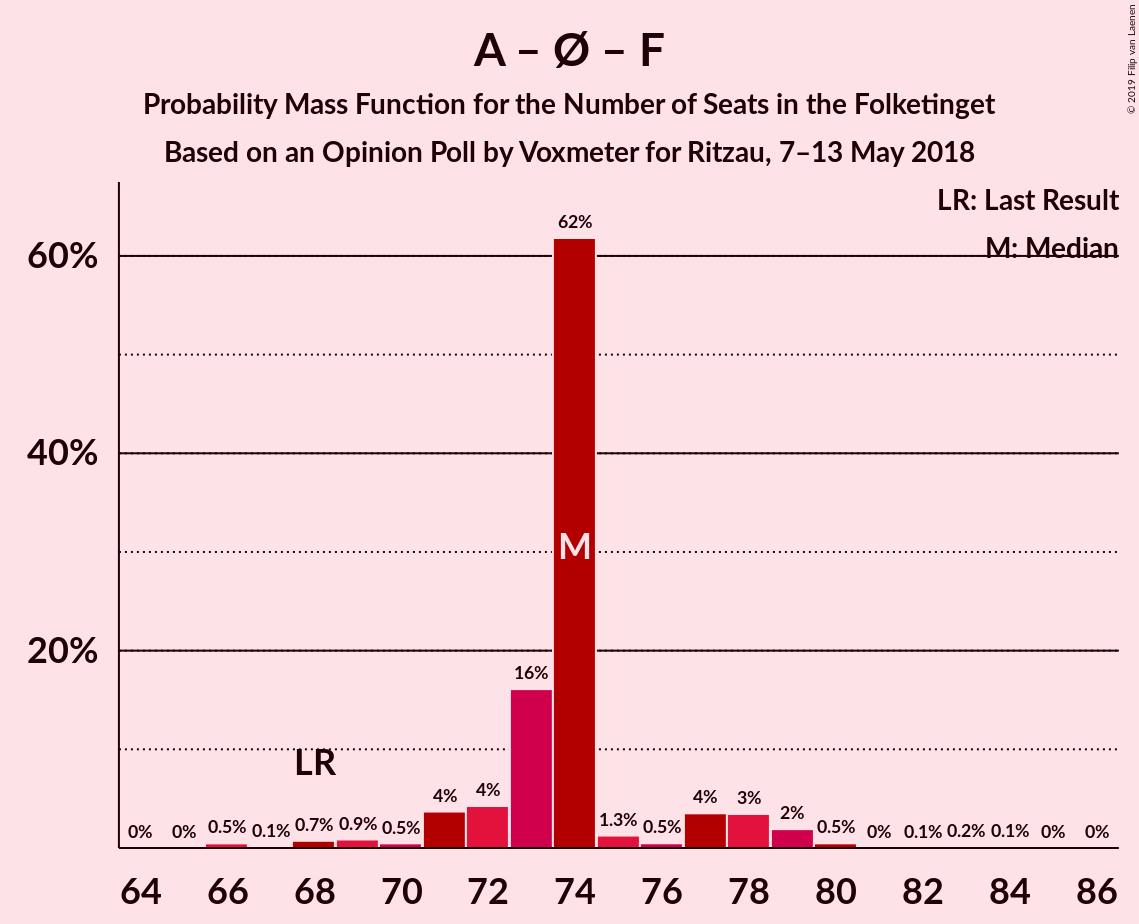 A – Ø – F
Probability Mass Function for the Number of Seats in the Folketinget
Based on an Opinion Poll by Voxmeter for Ritzau, 7–13 May 2018
© 2019 Filip van Laenen
LR: Last Result
M: Median
60%
40%
20%
LR
M
0% 0% 0.5% 0.1% 0.7% 0.9% 0.5% 4% 4% 16% 62% 1.3% 0.5% 4% 3% 2% 0.5% 0% 0.1% 0.2% 0.1% 0% 0%
64 66 68 70 72 74 76 78 80 82 84 86